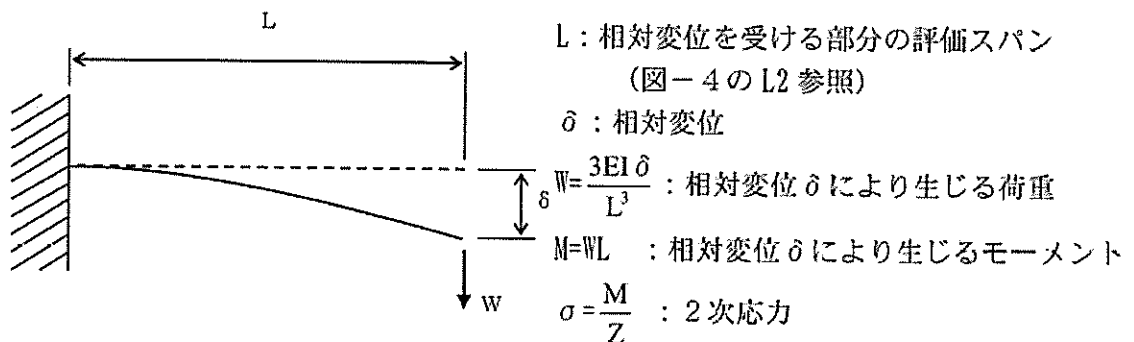 L
L：相対変位を受ける部分の評価スパン
（図－４の L2 参照）
δ：相対変位
δ
W=3EIδ/L³：相対変位δにより生じる荷重
M=WL ：相対変位δにより生じるモーメント
W
σ=M/Z ：２次応力